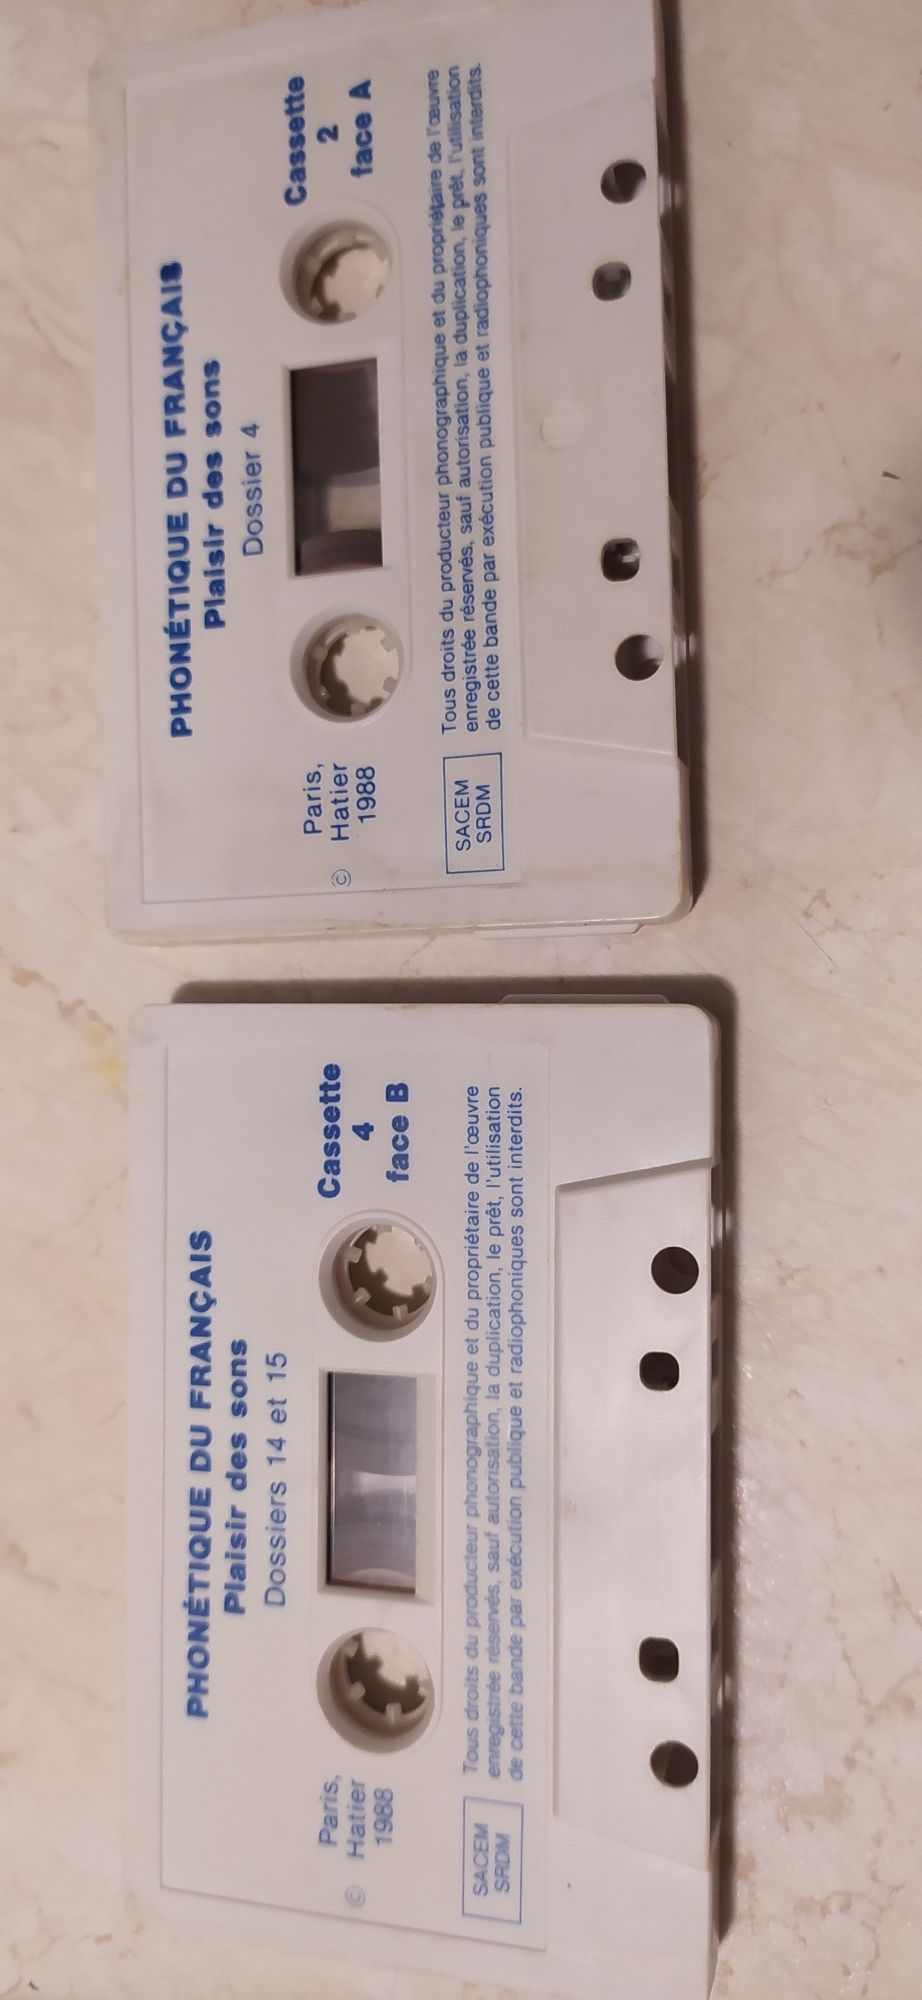 PHONÉTIQUE DU FRANÇAIS
Plaisir des sons
Dossier 4
Cassette
2
face A
Paris,
© Hatier
1988
SACEM
SRDM
Tous droits du producteur phonographique et du propriétaire de l'œuvre
enregistrée réservés, sauf autorisation, la duplication, le prêt, l'utilisation
de cette bande par exécution publique et radiophoniques sont interdits.
PHONÉTIQUE DU FRANÇAIS
Plaisir des sons
Dossiers 14 et 15
Cassette
4
face B
Paris,
© Hatier
1988
SACEM
SRDM
Tous droits du producteur phonographique et du propriétaire de l'œuvre
enregistrée réservés, sauf autorisation, la duplication, le prêt, l'utilisation
de cette bande par exécution publique et radiophoniques sont interdits.